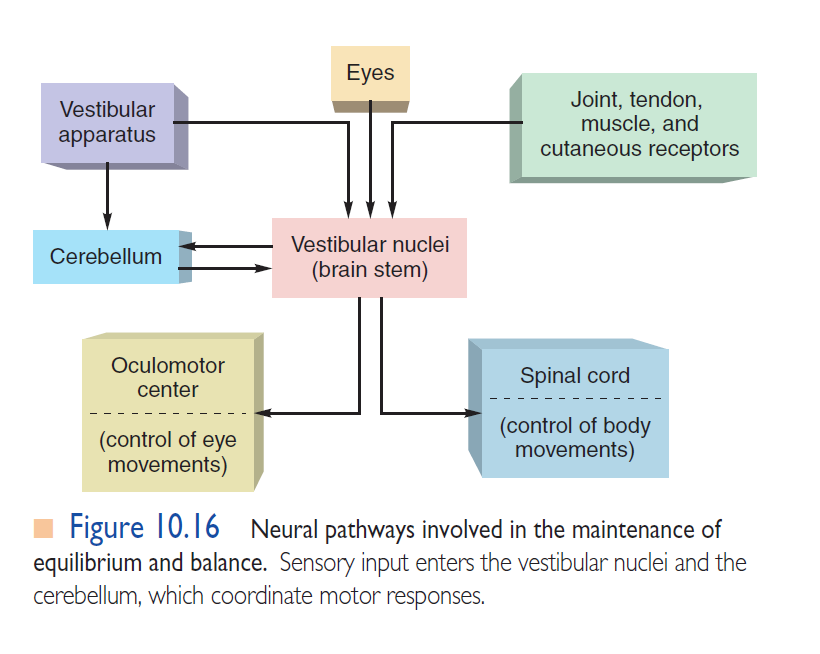 Eyes
Vestibular
apparatus
Joint, tendon,
muscle, and
cutaneous receptors
Cerebellum
Vestibular nuclei
(brain stem)
Oculomotor
center
(control of eye
movements)
Spinal cord
(control of body
movements)
Figure 10.16 Neural pathways involved in the maintenance of
equilibrium and balance. Sensory input enters the vestibular nuclei and the
cerebellum, which coordinate motor responses.